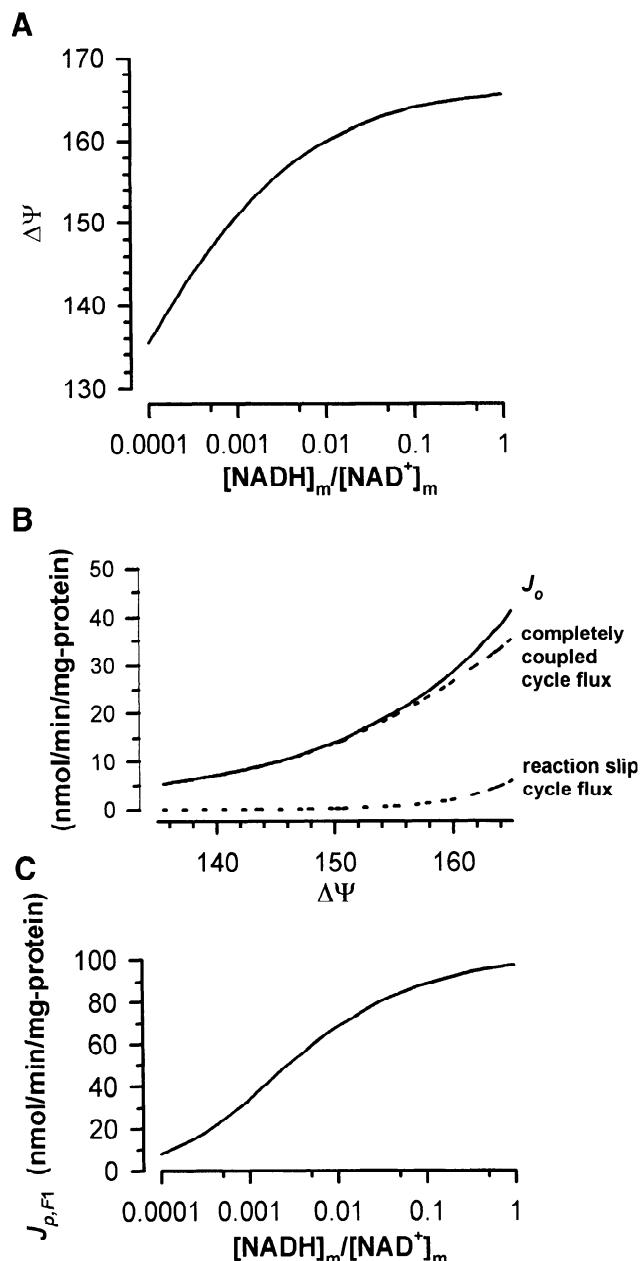 A
170
160
150
140
130
ΔΨ
0.0001 0.001 0.01 0.1 1
[NADH]m/[NAD+]m
B
50
40
30
20
10
0
(nmol/min/mg-protein)
Jo
completely
coupled
cycle flux
reaction slip
cycle flux
140 150 160
ΔΨ
C
100
80
60
40
20
0
Jp,F1 (nmol/min/mg-protein)
0.0001 0.001 0.01 0.1 1
[NADH]m/[NAD+]m